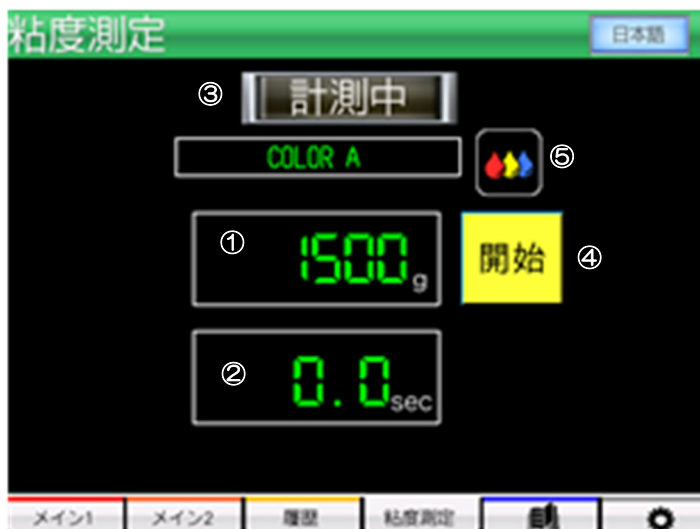 粘度測定
日本語
③ 計測中
COLOR A
⑤
① 1500g
開始 ④
② 0.0sec
メイン1 メイン2 履歴 粘度測定